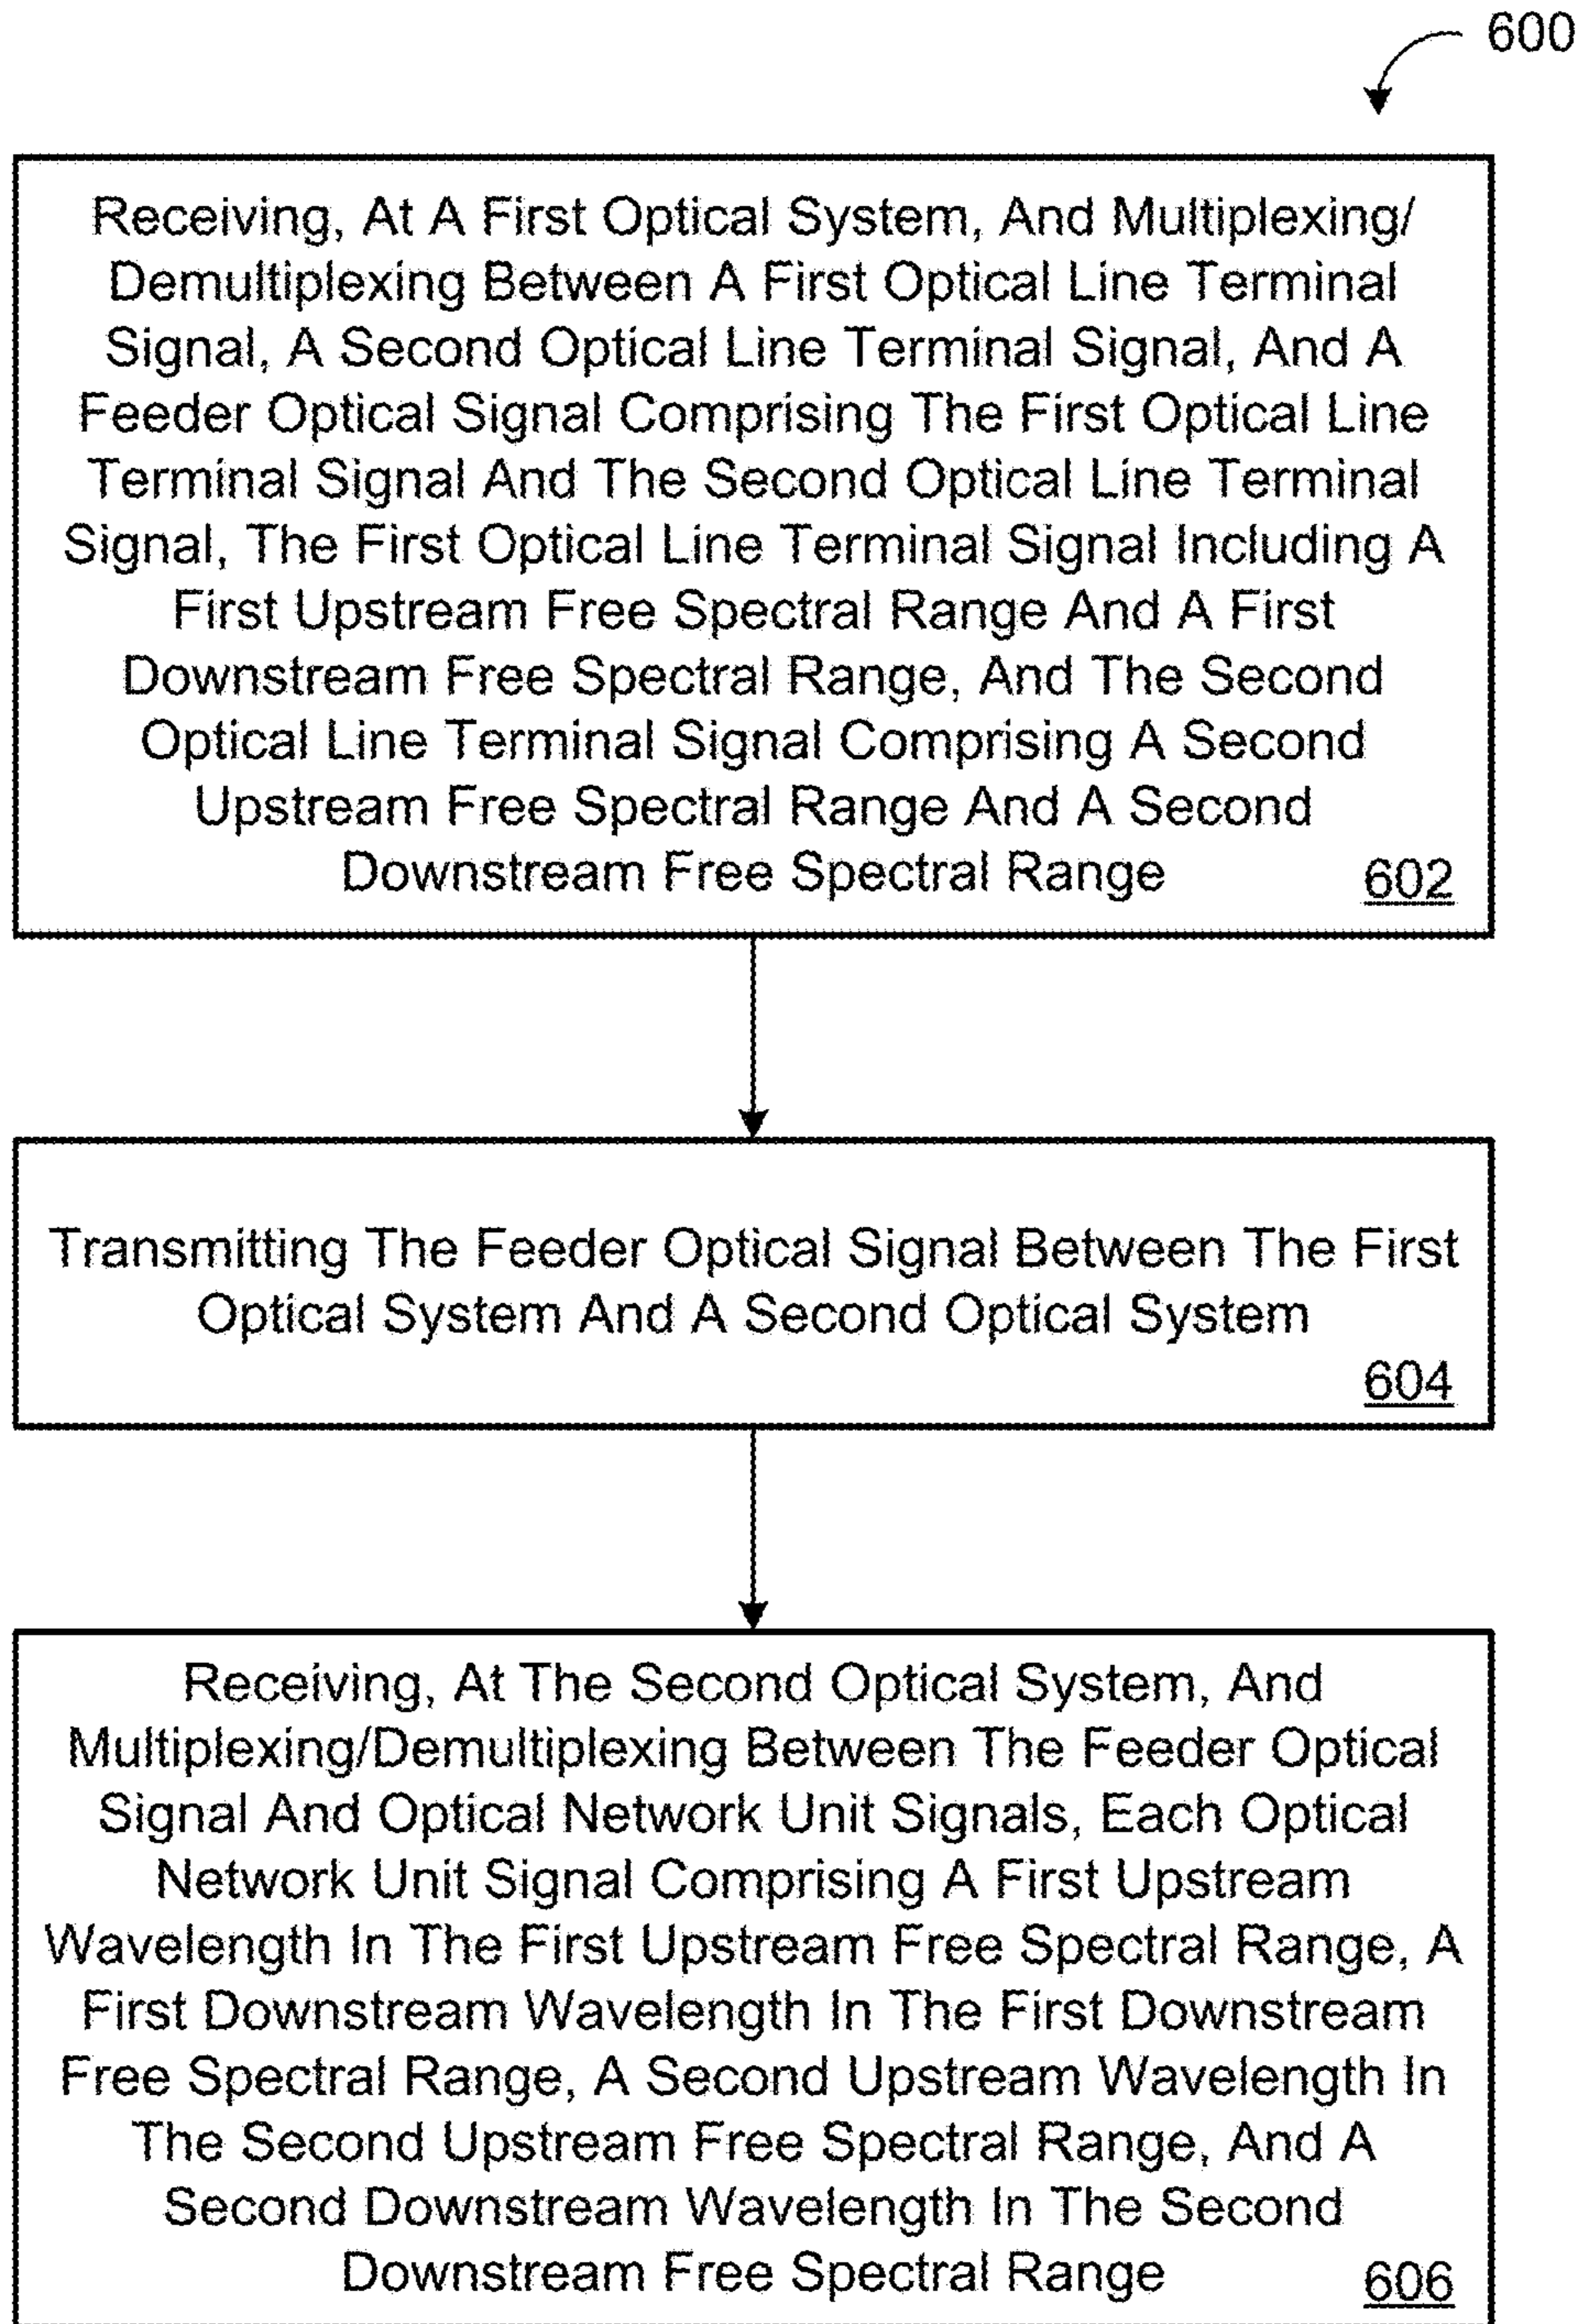 600
Receiving, At A First Optical System, And Multiplexing/
Demultiplexing Between A First Optical Line Terminal
Signal, A Second Optical Line Terminal Signal, And A
Feeder Optical Signal Comprising The First Optical Line
Terminal Signal And The Second Optical Line Terminal
Signal, The First Optical Line Terminal Signal Including A
First Upstream Free Spectral Range And A First
Downstream Free Spectral Range, And The Second
Optical Line Terminal Signal Comprising A Second
Upstream Free Spectral Range And A Second
Downstream Free Spectral Range 602
Transmitting The Feeder Optical Signal Between The First
Optical System And A Second Optical System
604
Receiving, At The Second Optical System, And
Multiplexing/Demultiplexing Between The Feeder Optical
Signal And Optical Network Unit Signals, Each Optical
Network Unit Signal Comprising A First Upstream
Wavelength In The First Upstream Free Spectral Range, A
First Downstream Wavelength In The First Downstream
Free Spectral Range, A Second Upstream Wavelength In
The Second Upstream Free Spectral Range, And A
Second Downstream Wavelength In The Second
Downstream Free Spectral Range 606